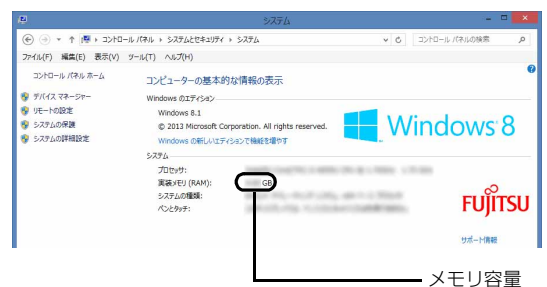 システム
コントロール パネル ▸ システムとセキュリティ ▸ システム
コントロール パネルの検索
ファイル(F) 編集(E) 表示(V) ツール(T) ヘルプ(H)
コントロール パネル ホーム
デバイス マネージャー
リモートの設定
システムの保護
システムの詳細設定
コンピューターの基本的な情報の表示
Windows のエディション
Windows 8.1
© 2013 Microsoft Corporation. All rights reserved.
Windows の新しいエディションで機能を増やす
Windows 8
システム
プロセッサ:
実装メモリ (RAM): GB
システムの種類:
ペンとタッチ:
FUJITSU
サポート情報
メモリ容量